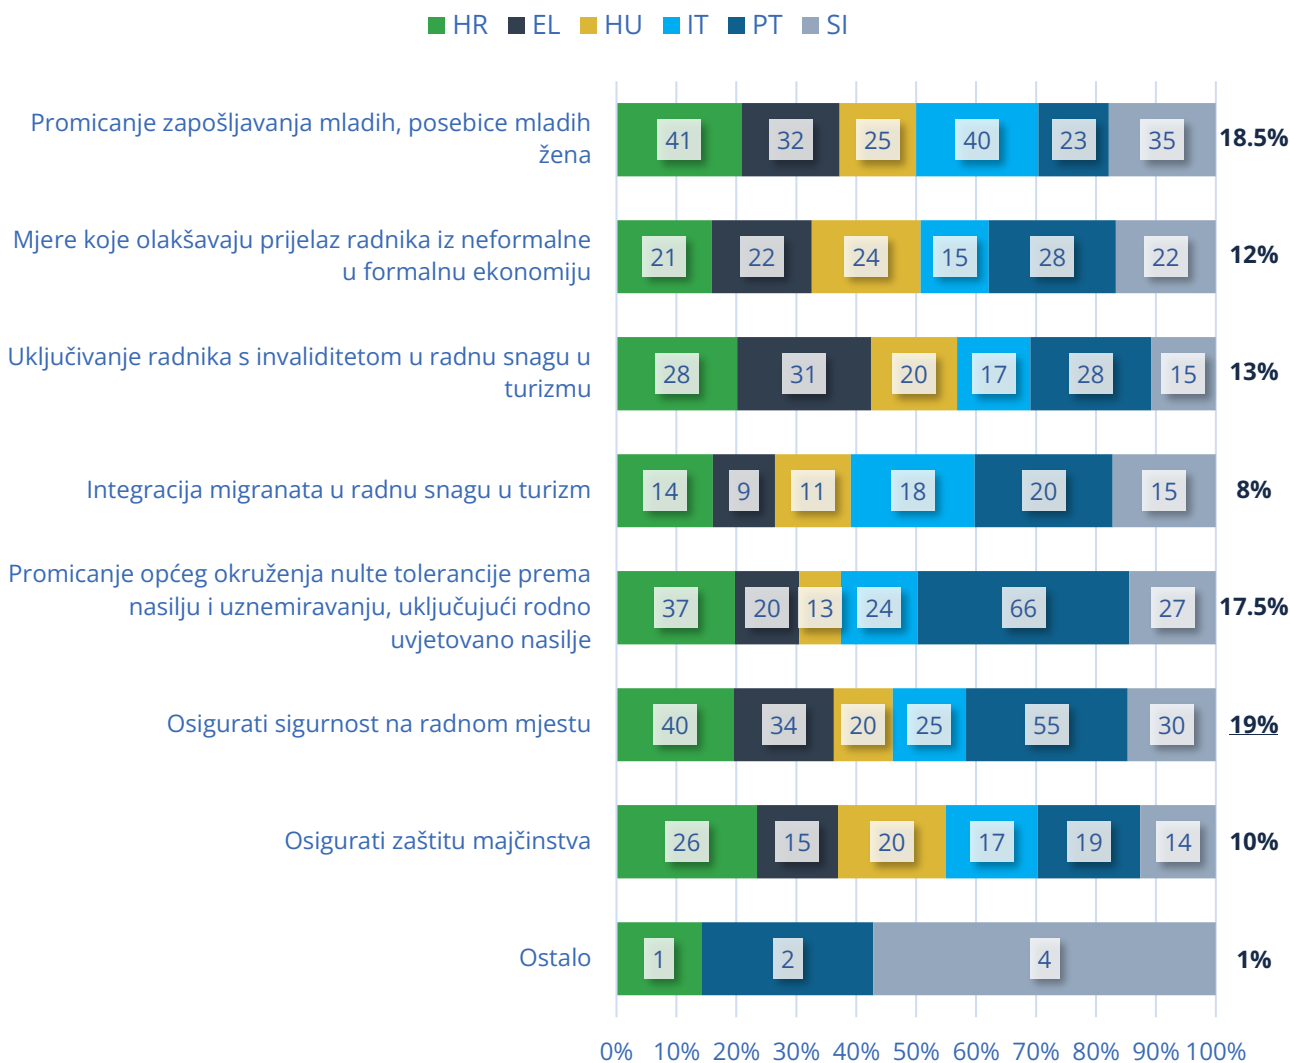 HR EL HU IT PT SI
Promicanje zapošljavanja mladih, posebice mladih
žena
41 32 25 40 23 35 18.5%
Mjere koje olakšavaju prijelaz radnika iz neformalne
u formalnu ekonomiju
21 22 24 15 28 22 12%
Uključivanje radnika s invaliditetom u radnu snagu u
turizmu
28 31 20 17 28 15 13%
Integracija migranata u radnu snagu u turizm
14 9 11 18 20 15 8%
Promicanje općeg okruženja nulte tolerancije prema
nasilju i uznemiravanju, uključujući rodno
uvjetovano nasilje
37 20 13 24 66 27 17.5%
Osigurati sigurnost na radnom mjestu
40 34 20 25 55 30 19%
Osigurati zaštitu majčinstva
26 15 20 17 19 14 10%
Ostalo
1 2 4 1%
0% 10% 20% 30% 40% 50% 60% 70% 80% 90% 100%